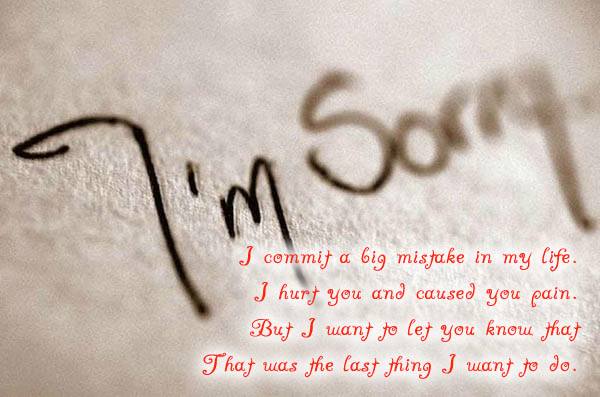 I'm Sorry
I commit a big mistake in my life.
I hurt you and caused you pain.
But I want to let you know that
That was the last thing I want to do.